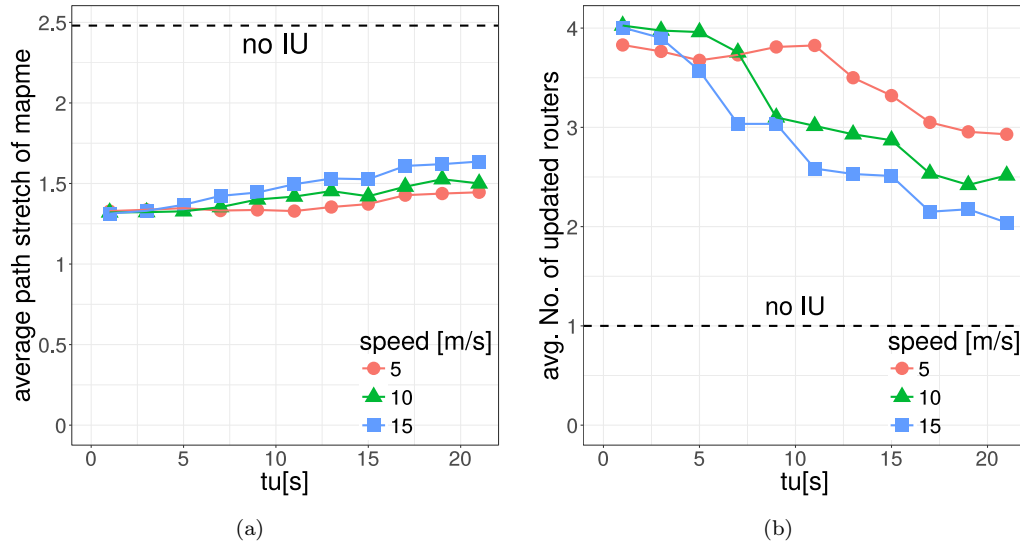 average path stretch of mapme
2.5
2
1.5
1
0.5
0
no IU
speed [m/s]
5
10
15
0 5 10 15 20
tu[s]
(a)
avg. No. of updated routers
4
3
2
1
0
no IU
speed [m/s]
5
10
15
0 5 10 15 20
tu[s]
(b)